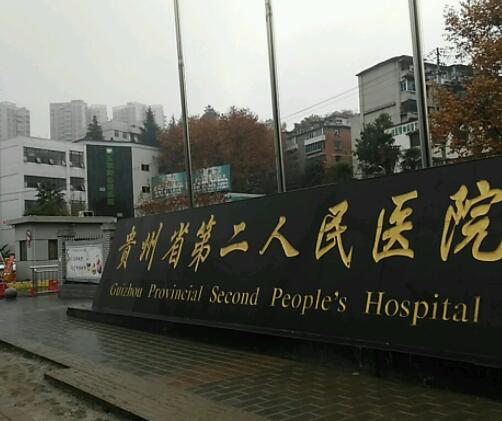 贵州省第二人民医院
Guizhou Provincial Second People's Hospital